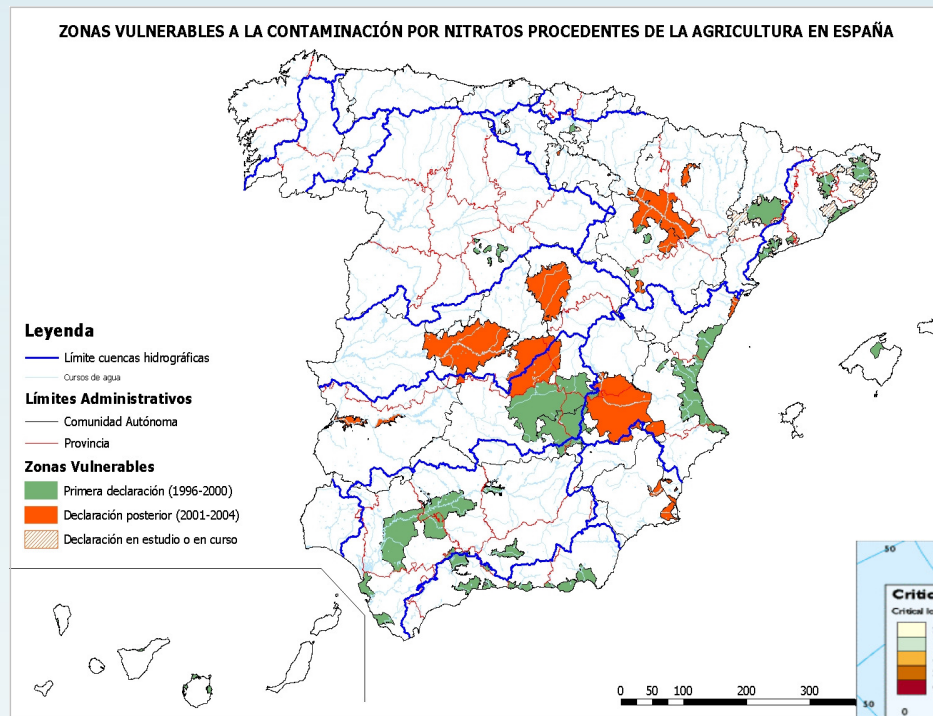 ZONAS VULNERABLES A LA CONTAMINACIÓN POR NITRATOS PROCEDENTES DE LA AGRICULTURA EN ESPAÑA
Leyenda
Límite cuencas hidrográficas
Cursos de agua
Límites Administrativos
Comunidad Autónoma
Provincia
Zonas Vulnerables
Primera declaración (1996-2000)
Declaración posterior (2001-2004)
Declaración en estudio o en curso
0 50 100 200 300
50
Critic
Critical lo
50
0